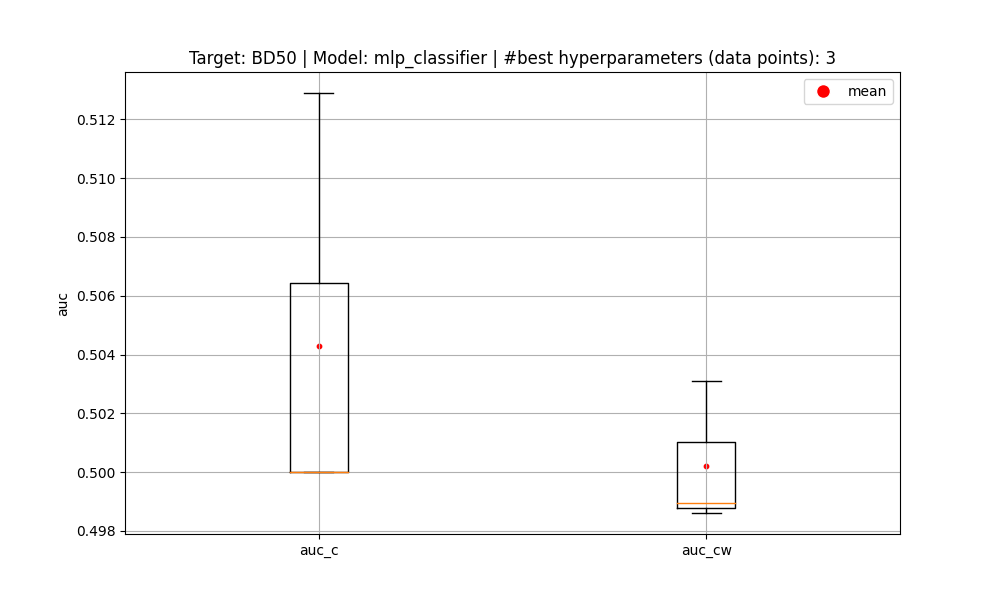 Target: BD50 | Model: mlp_classifier | #best hyperparameters (data points): 3
mean
0.512
0.510
0.508
0.506
0.504
0.502
0.500
0.498
auc
auc_c
auc_cw